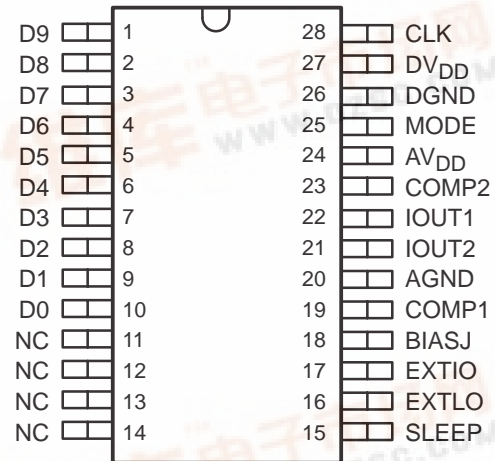 D9 1 28 CLK
D8 2 27 DVDD
D7 3 26 DGND
D6 4 25 MODE
D5 5 24 AVDD
D4 6 23 COMP2
D3 7 22 IOUT1
D2 8 21 IOUT2
D1 9 20 AGND
D0 10 19 COMP1
NC 11 18 BIASJ
NC 12 17 EXTIO
NC 13 16 EXTLO
NC 14 15 SLEEP